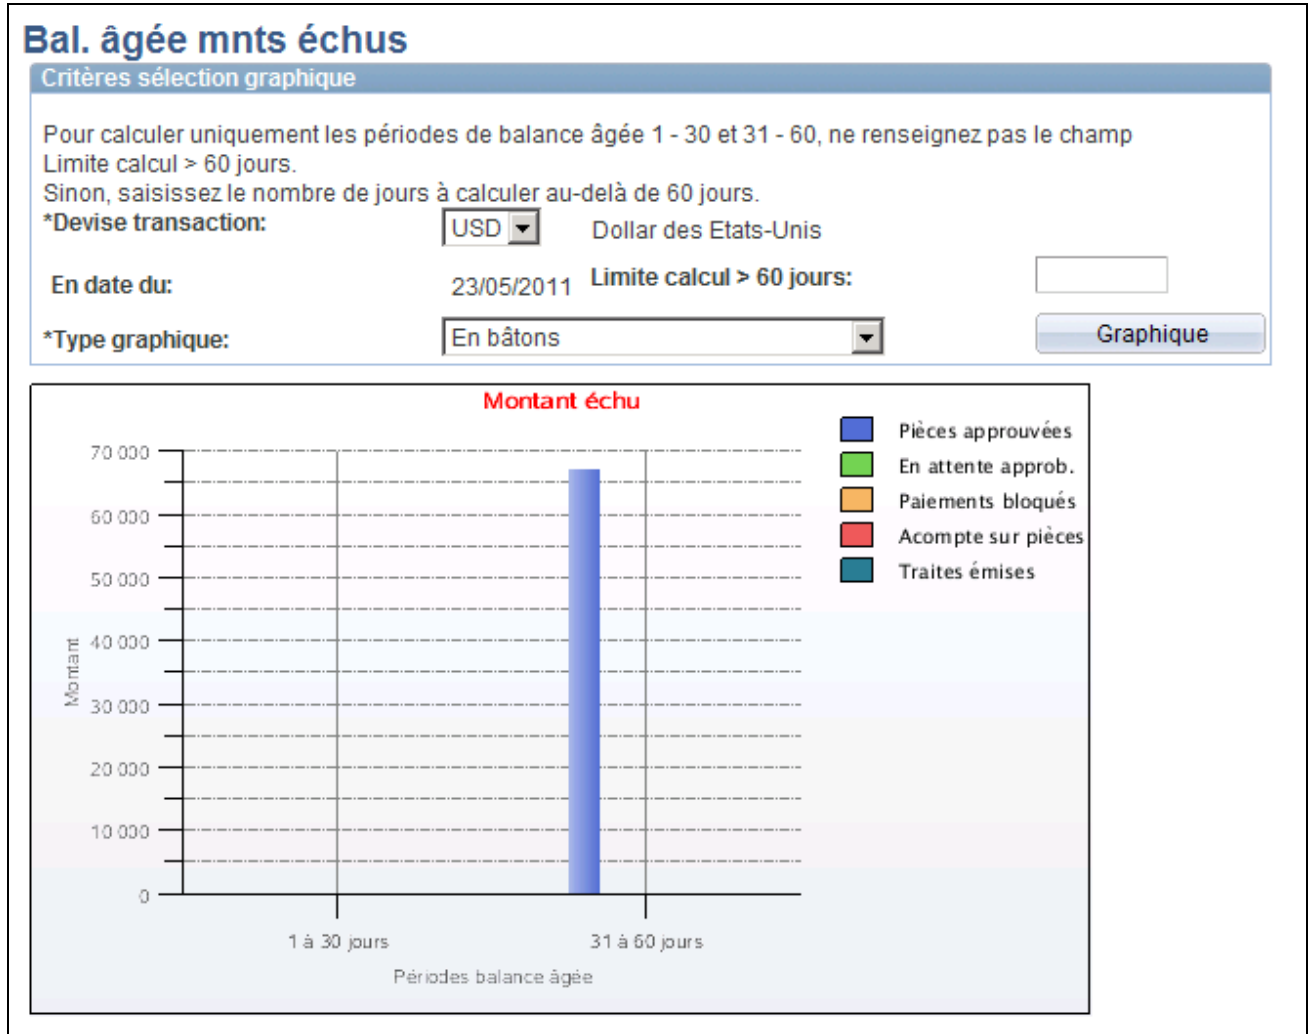 Bal. âgée mnts échus
Critères sélection graphique
Pour calculer uniquement les périodes de balance âgée 1 - 30 et 31 - 60, ne renseignez pas le champ
Limite calcul > 60 jours.
Sinon, saisissez le nombre de jours à calculer au-delà de 60 jours.
*Devise transaction: USD Dollar des Etats-Unis
En date du: 23/05/2011 Limite calcul > 60 jours:
*Type graphique: En bâtons Graphique
Montant échu
Pièces approuvées
En attente approb.
Paiements bloqués
Acompte sur pièces
Traites émises
70 000
60 000
50 000
40 000
30 000
20 000
10 000
0
Montant
1 à 30 jours 31 à 60 jours
Périodes balance âgée